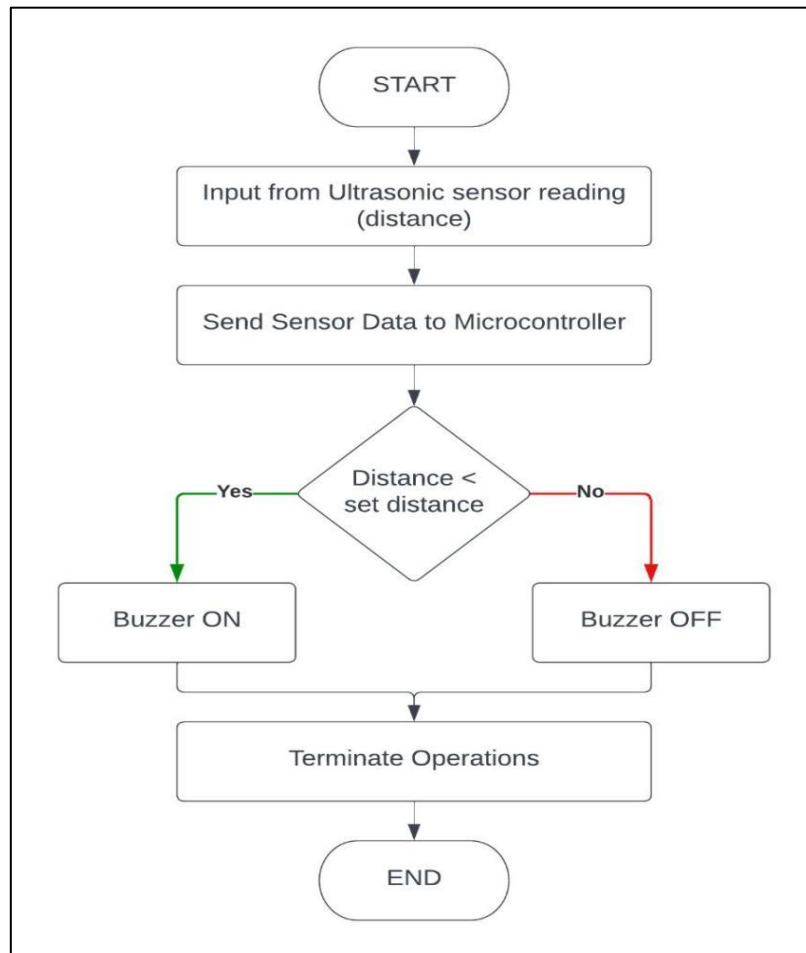 START
Input from Ultrasonic sensor reading
(distance)
Send Sensor Data to Microcontroller
Distance <
set distance
Yes
No
Buzzer ON
Buzzer OFF
Terminate Operations
END